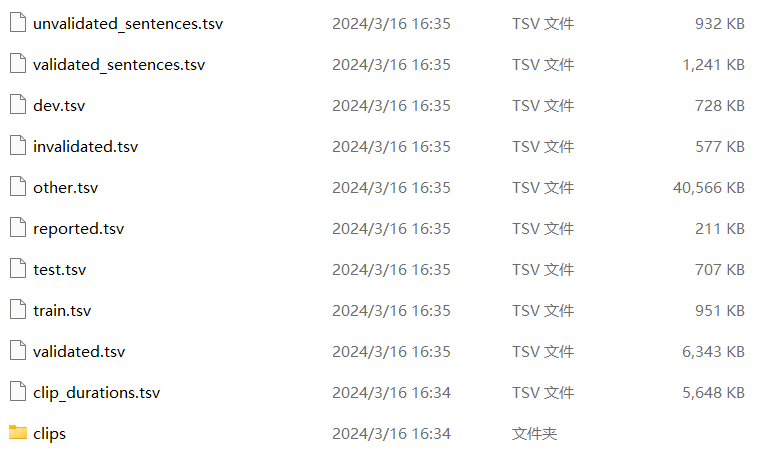 unvalidated_sentences.tsv 2024/3/16 16:35 TSV 文件 932 KB
validated_sentences.tsv 2024/3/16 16:35 TSV 文件 1,241 KB
dev.tsv 2024/3/16 16:35 TSV 文件 728 KB
invalidated.tsv 2024/3/16 16:35 TSV 文件 577 KB
other.tsv 2024/3/16 16:35 TSV 文件 40,566 KB
reported.tsv 2024/3/16 16:35 TSV 文件 211 KB
test.tsv 2024/3/16 16:35 TSV 文件 707 KB
train.tsv 2024/3/16 16:35 TSV 文件 951 KB
validated.tsv 2024/3/16 16:35 TSV 文件 6,343 KB
clip_durations.tsv 2024/3/16 16:34 TSV 文件 5,648 KB
clips 2024/3/16 16:34 文件夹